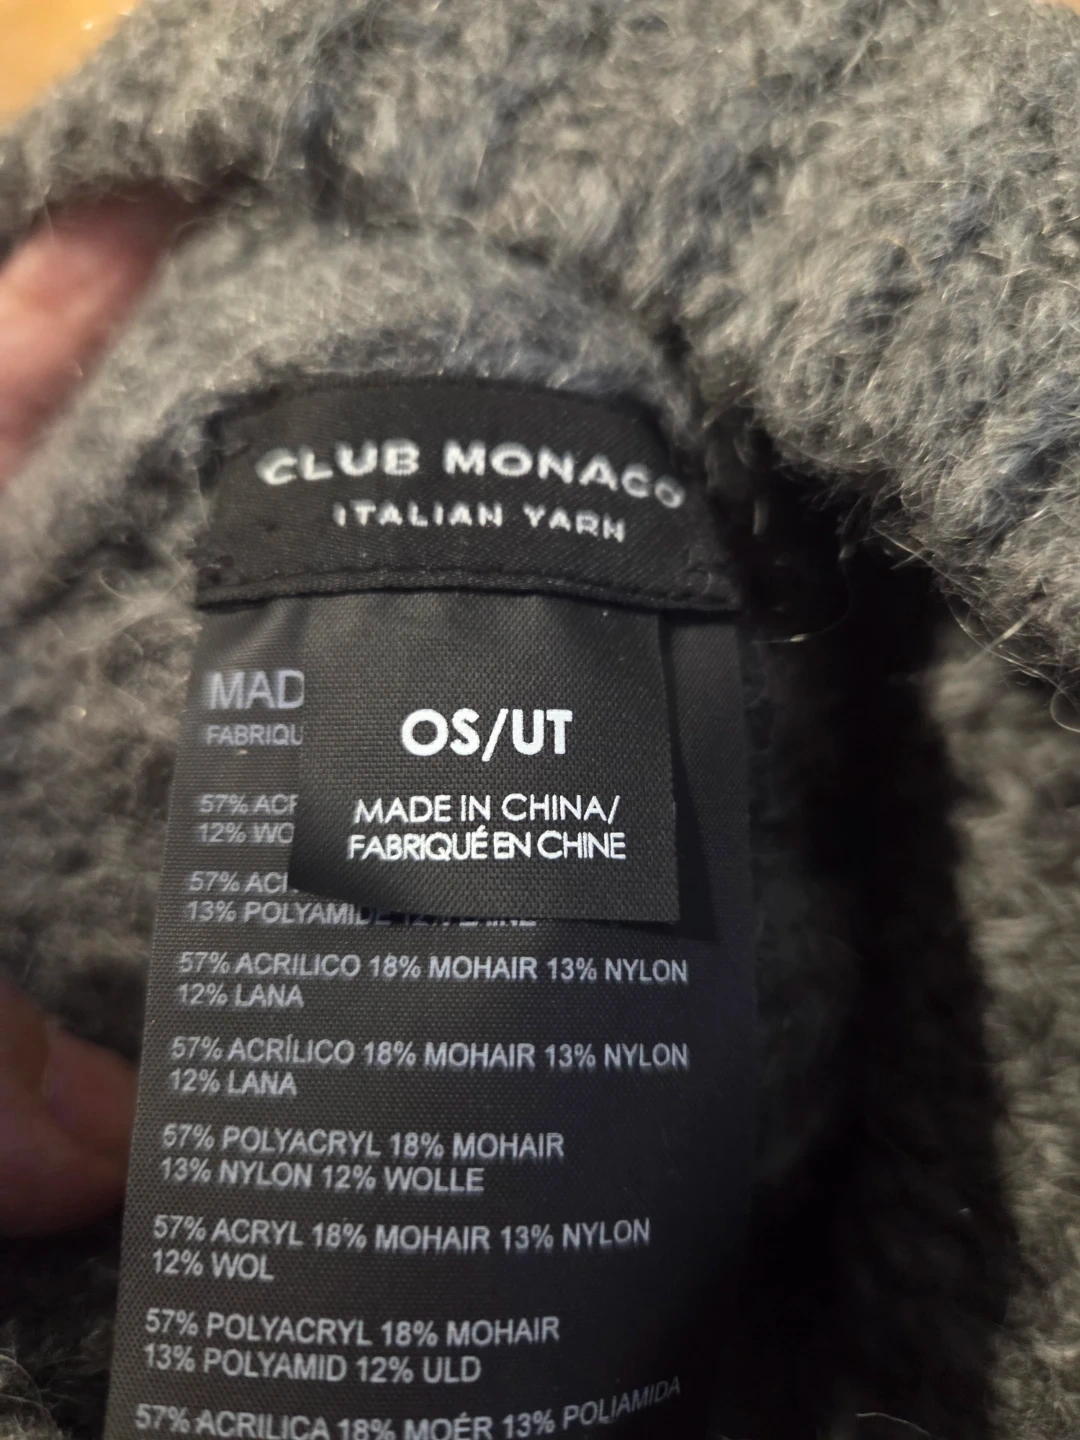 CLUB MONACO
ITALIAN YARN
OS/UT
MADE IN CHINA/
FABRIQUÉ EN CHINE
MAD
FABRIQU
57% ACR
12% WO
57% ACR
13% POLYAMIDE 12% LAINE
57% ACRILICO 18% MOHAIR 13% NYLON
12% LANA
57% ACRÍLICO 18% MOHAIR 13% NYLON
12% LANA
57% POLYACRYL 18% MOHAIR
13% NYLON 12% WOLLE
57% ACRYL 18% MOHAIR 13% NYLON
12% WOL
57% POLYACRYL 18% MOHAIR
13% POLYAMID 12% ULD
57% ACRILICA 18% MOÉR 13% POLIAMIDA